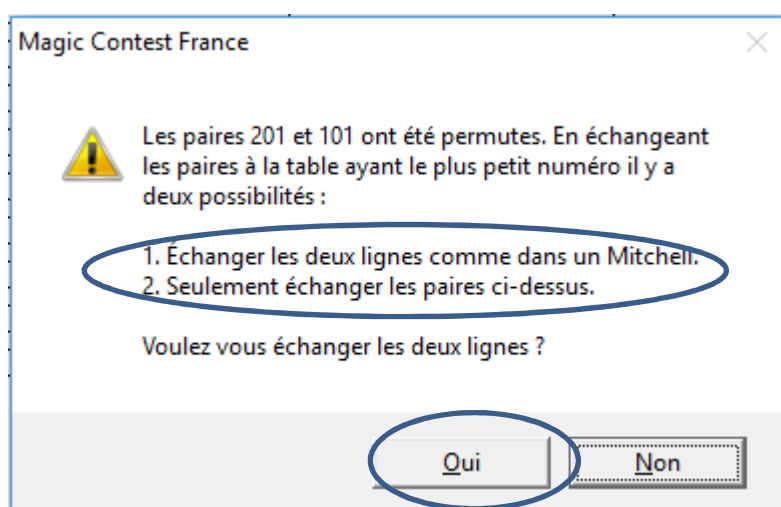 Magic Contest France
Les paires 201 et 101 ont été permutes. En échangeant
les paires à la table ayant le plus petit numéro il y a
deux possibilités :
1. Échanger les deux lignes comme dans un Mitchell.
2. Seulement échanger les paires ci-dessus.
Voulez vous échanger les deux lignes ?
Oui
Non